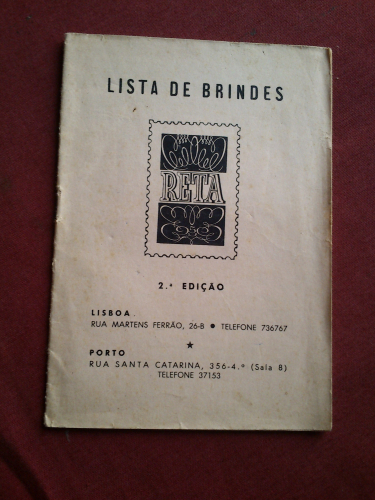 LISTA DE BRINDES
RETA
2.ª EDIÇÃO
LISBOA
RUA MARTENS FERRÃO, 26-B ● TELEFONE 736767
★
PORTO
RUA SANTA CATARINA, 356-4.º (Sala 8)
TELEFONE 37153